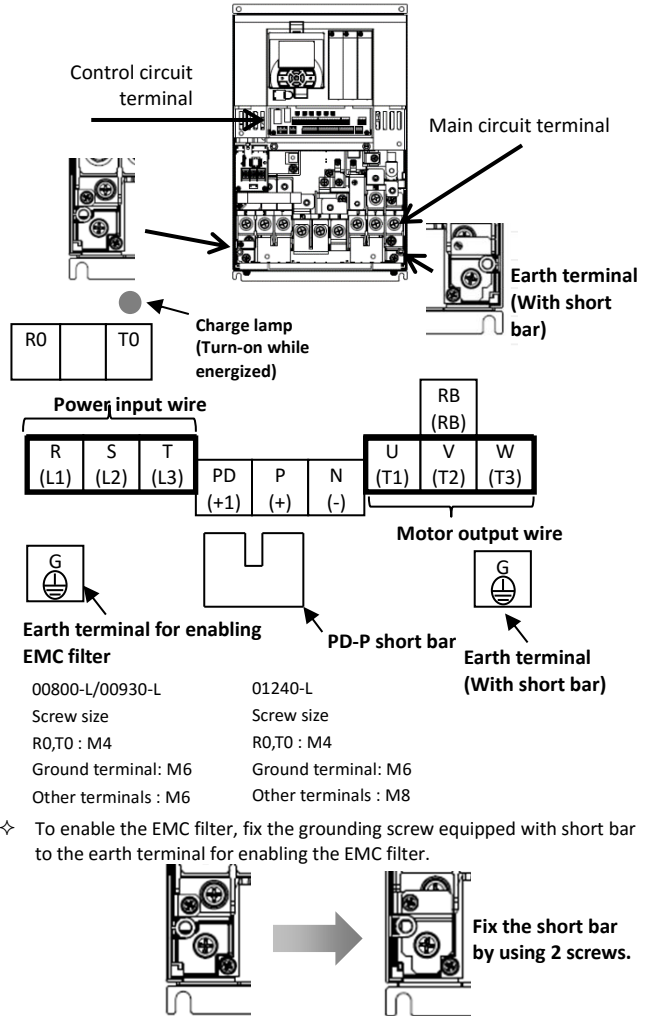 Control circuit
terminal
Main circuit terminal
Earth terminal
(With short
bar)
Charge lamp
(Turn-on while
energized)
R0 T0
Power input wire
RB
(RB)
R S T
(L1) (L2) (L3)
PD P N
(+1) (+) (-)
U V W
(T1) (T2) (T3)
Motor output wire
G
Earth terminal for enabling
EMC filter
PD-P short bar
G
Earth terminal
(With short bar)
00800-L/00930-L
Screw size
R0,T0 : M4
Ground terminal: M6
Other terminals : M6
01240-L
Screw size
R0,T0 : M4
Ground terminal: M6
Other terminals : M8
✧ To enable the EMC filter, fix the grounding screw equipped with short bar
to the earth terminal for enabling the EMC filter.
Fix the short bar
by using 2 screws.